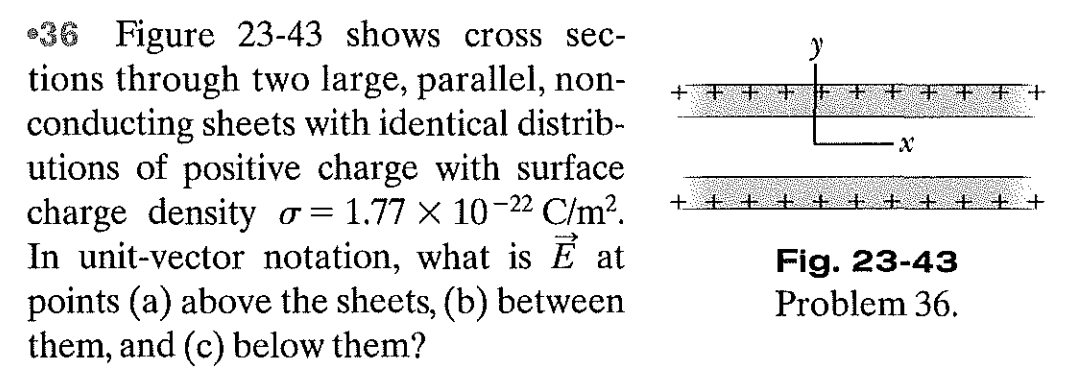 •36 Figure 23-43 shows cross sec-
tions through two large, parallel, non-
conducting sheets with identical distrib-
utions of positive charge with surface
charge density σ = 1.77 × 10⁻²² C/m².
In unit-vector notation, what is E⃗ at
points (a) above the sheets, (b) between
them, and (c) below them?
y
+ + + + + + + + + + +
x
+ + + + + + + + + + +
Fig. 23-43
Problem 36.